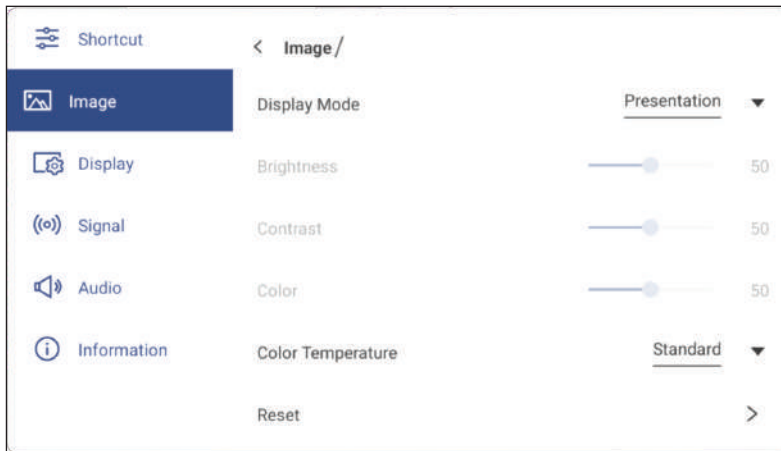 Shortcut
Image
Display
Signal
Audio
Information
< Image/
Display Mode Presentation
Brightness 50
Contrast 50
Color 50
Color Temperature Standard
Reset >